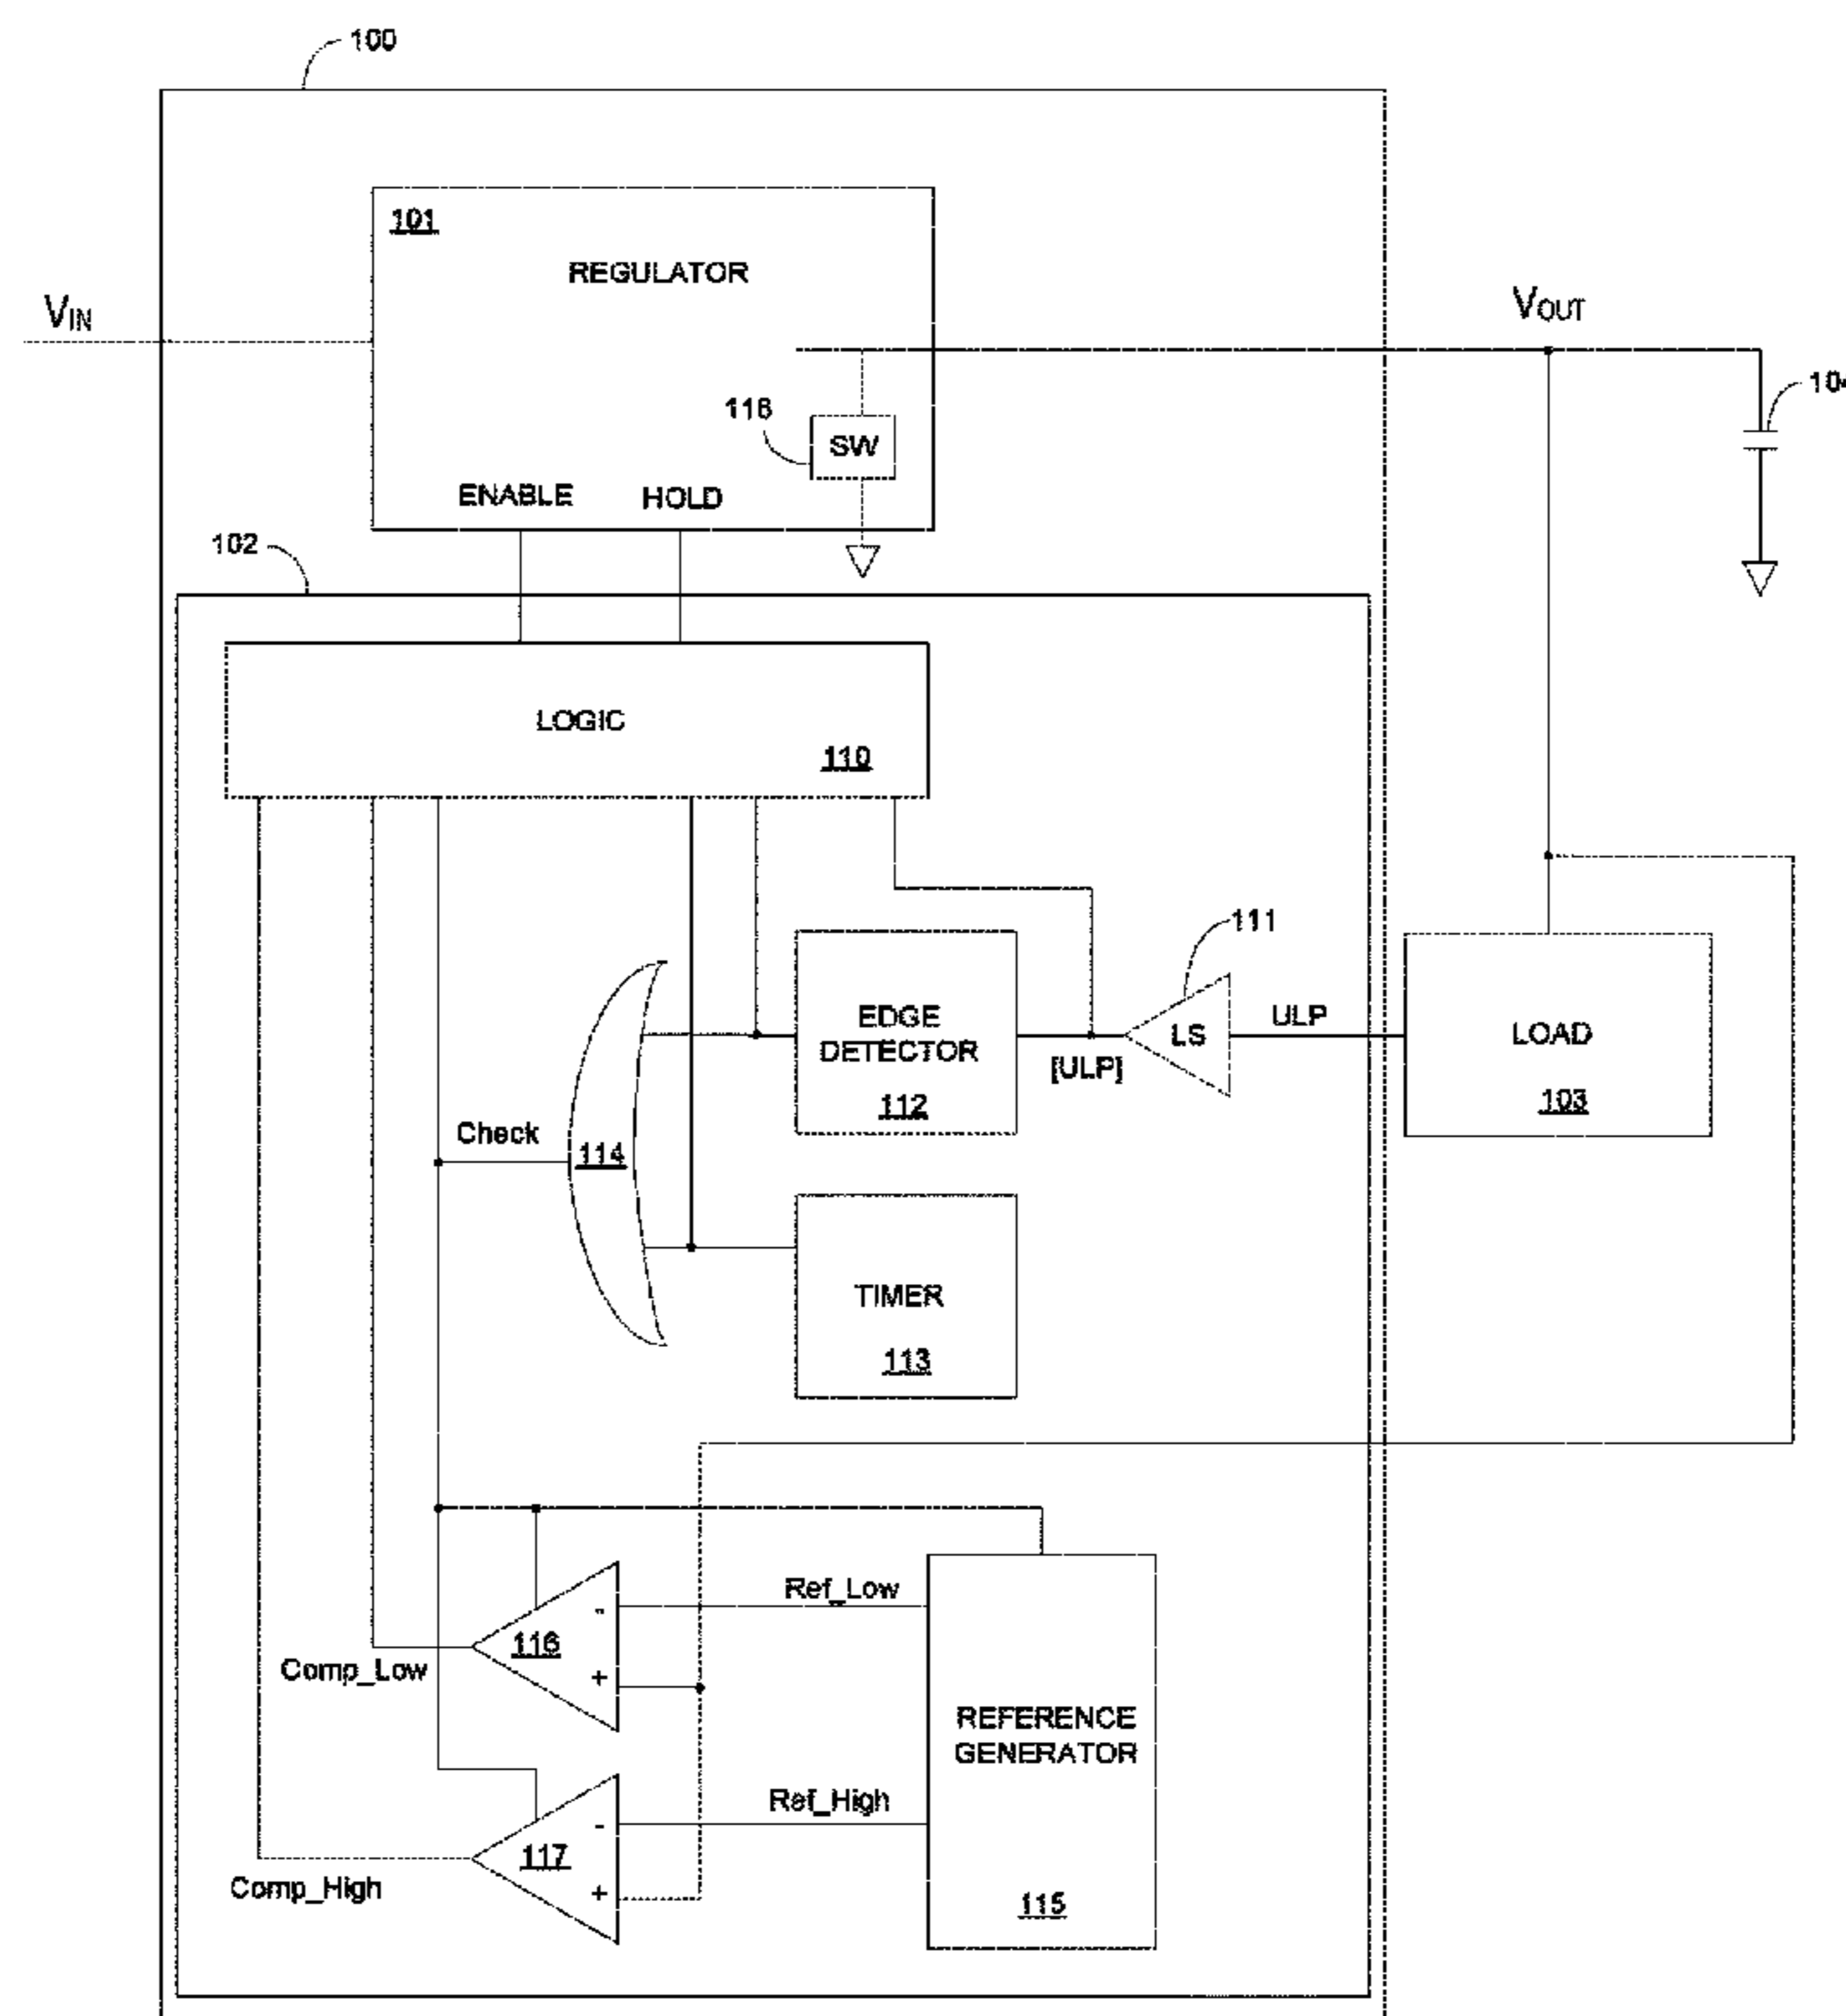 100
101
REGULATOR
VIN
VOUT
104
118
SW
ENABLE
HOLD
102
LOGIC
110
111
EDGE
DETECTOR
112
[ULP]
LS
ULP
LOAD
103
Check
114
TIMER
113
Ref_Low
116
-
+
Comp_Low
REFERENCE
GENERATOR
115
Ref_High
117
-
+
Comp_High